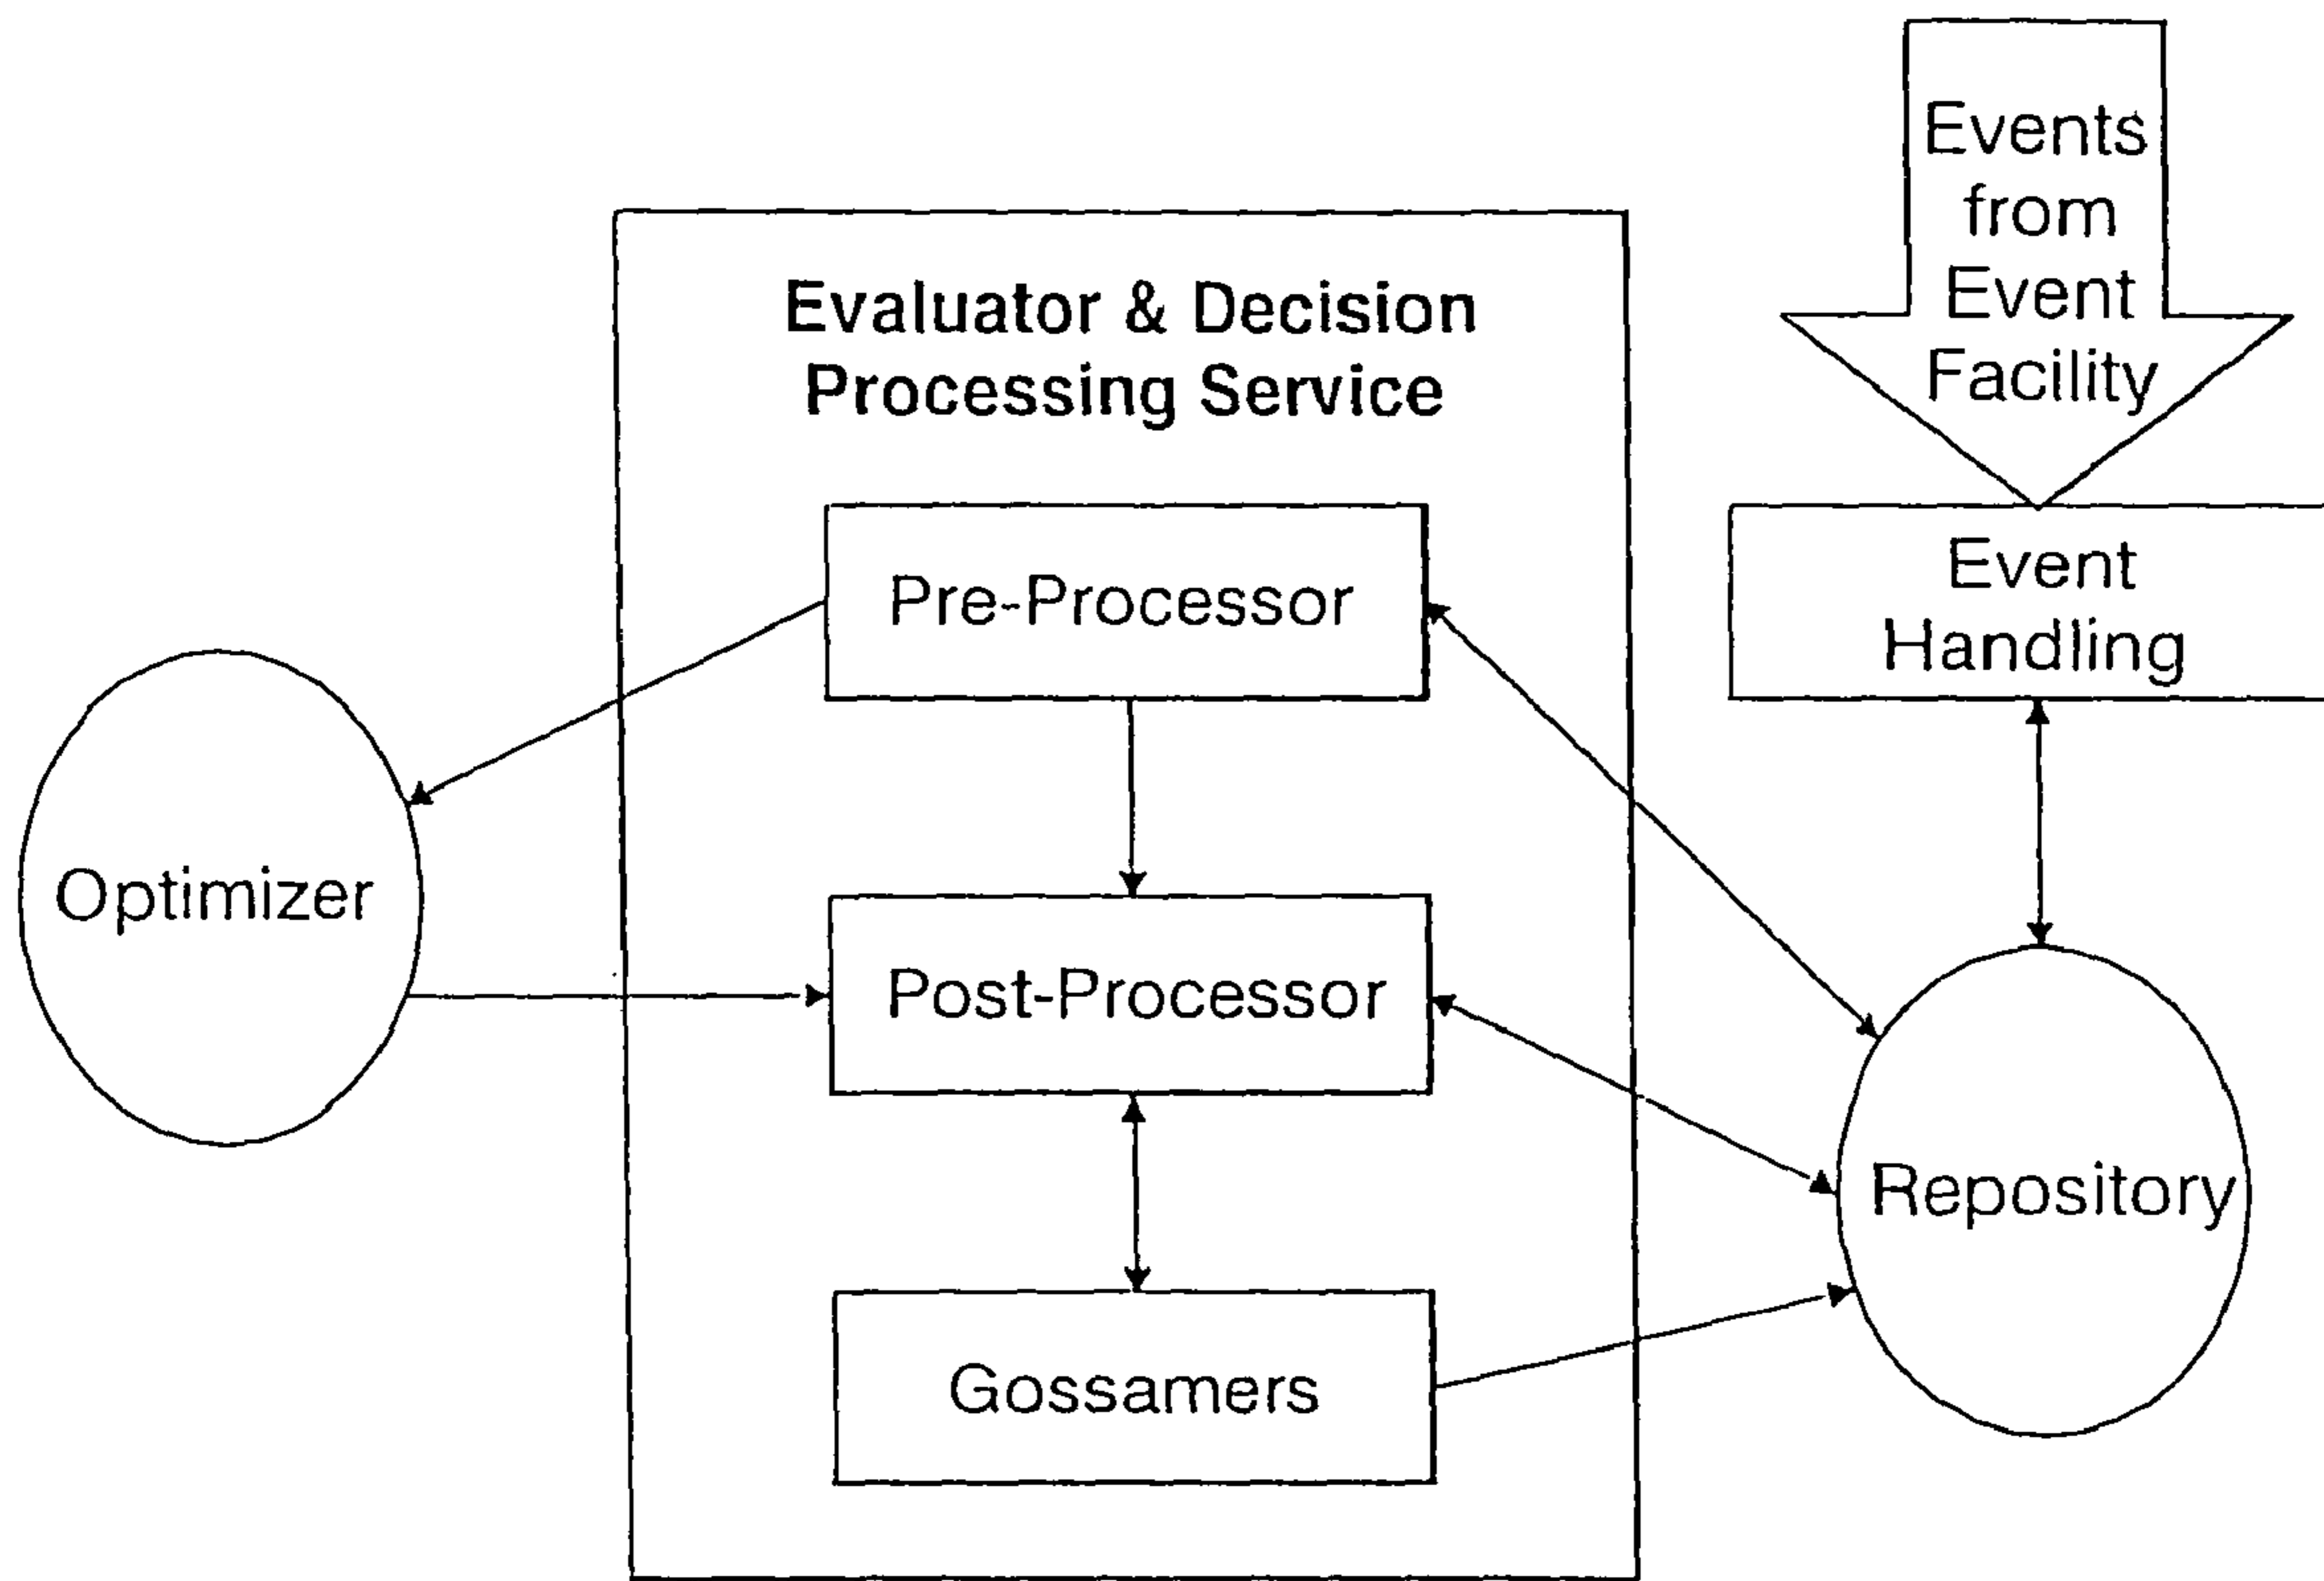 Events
from
Event
Facility
Evaluator & Decision
Processing Service
Pre-Processor
Event
Handling
Optimizer
Post-Processor
Repository
Gossamers